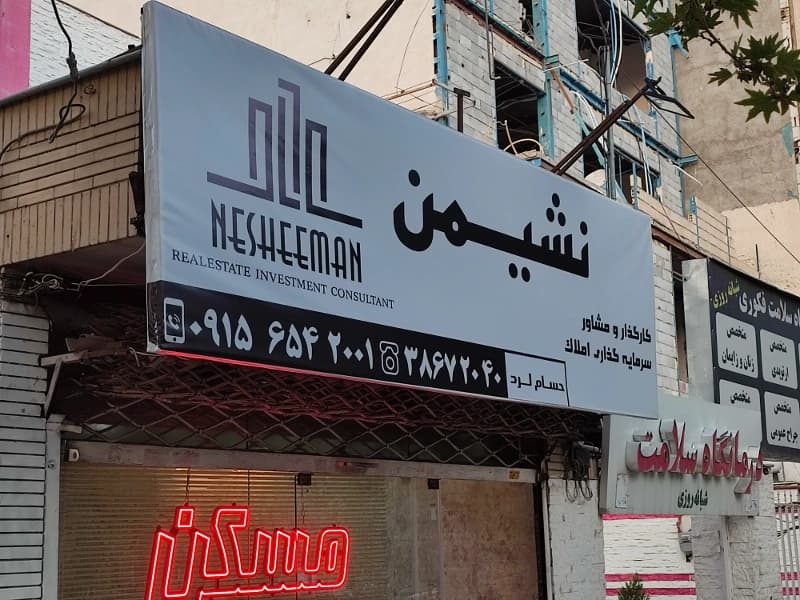 نشیمن
NESHEEMAN
REALESTATE INVESTMENT CONSULTANT
کارگذار و مشاور
سرمایه گذاری املاک
۰۹۱۵ ۶۵۴ ۲۰۰۱
۳۸۶۷۲۰۴۰
حسام لرد
مسکن
سلامت فکوری
شبانه روزی
متخصص
زنان و زایمان
متخصص
ارتوپدی
متخصص
متخصص
جراح عمومی
درمانگاه سلامت
شبانه روزی